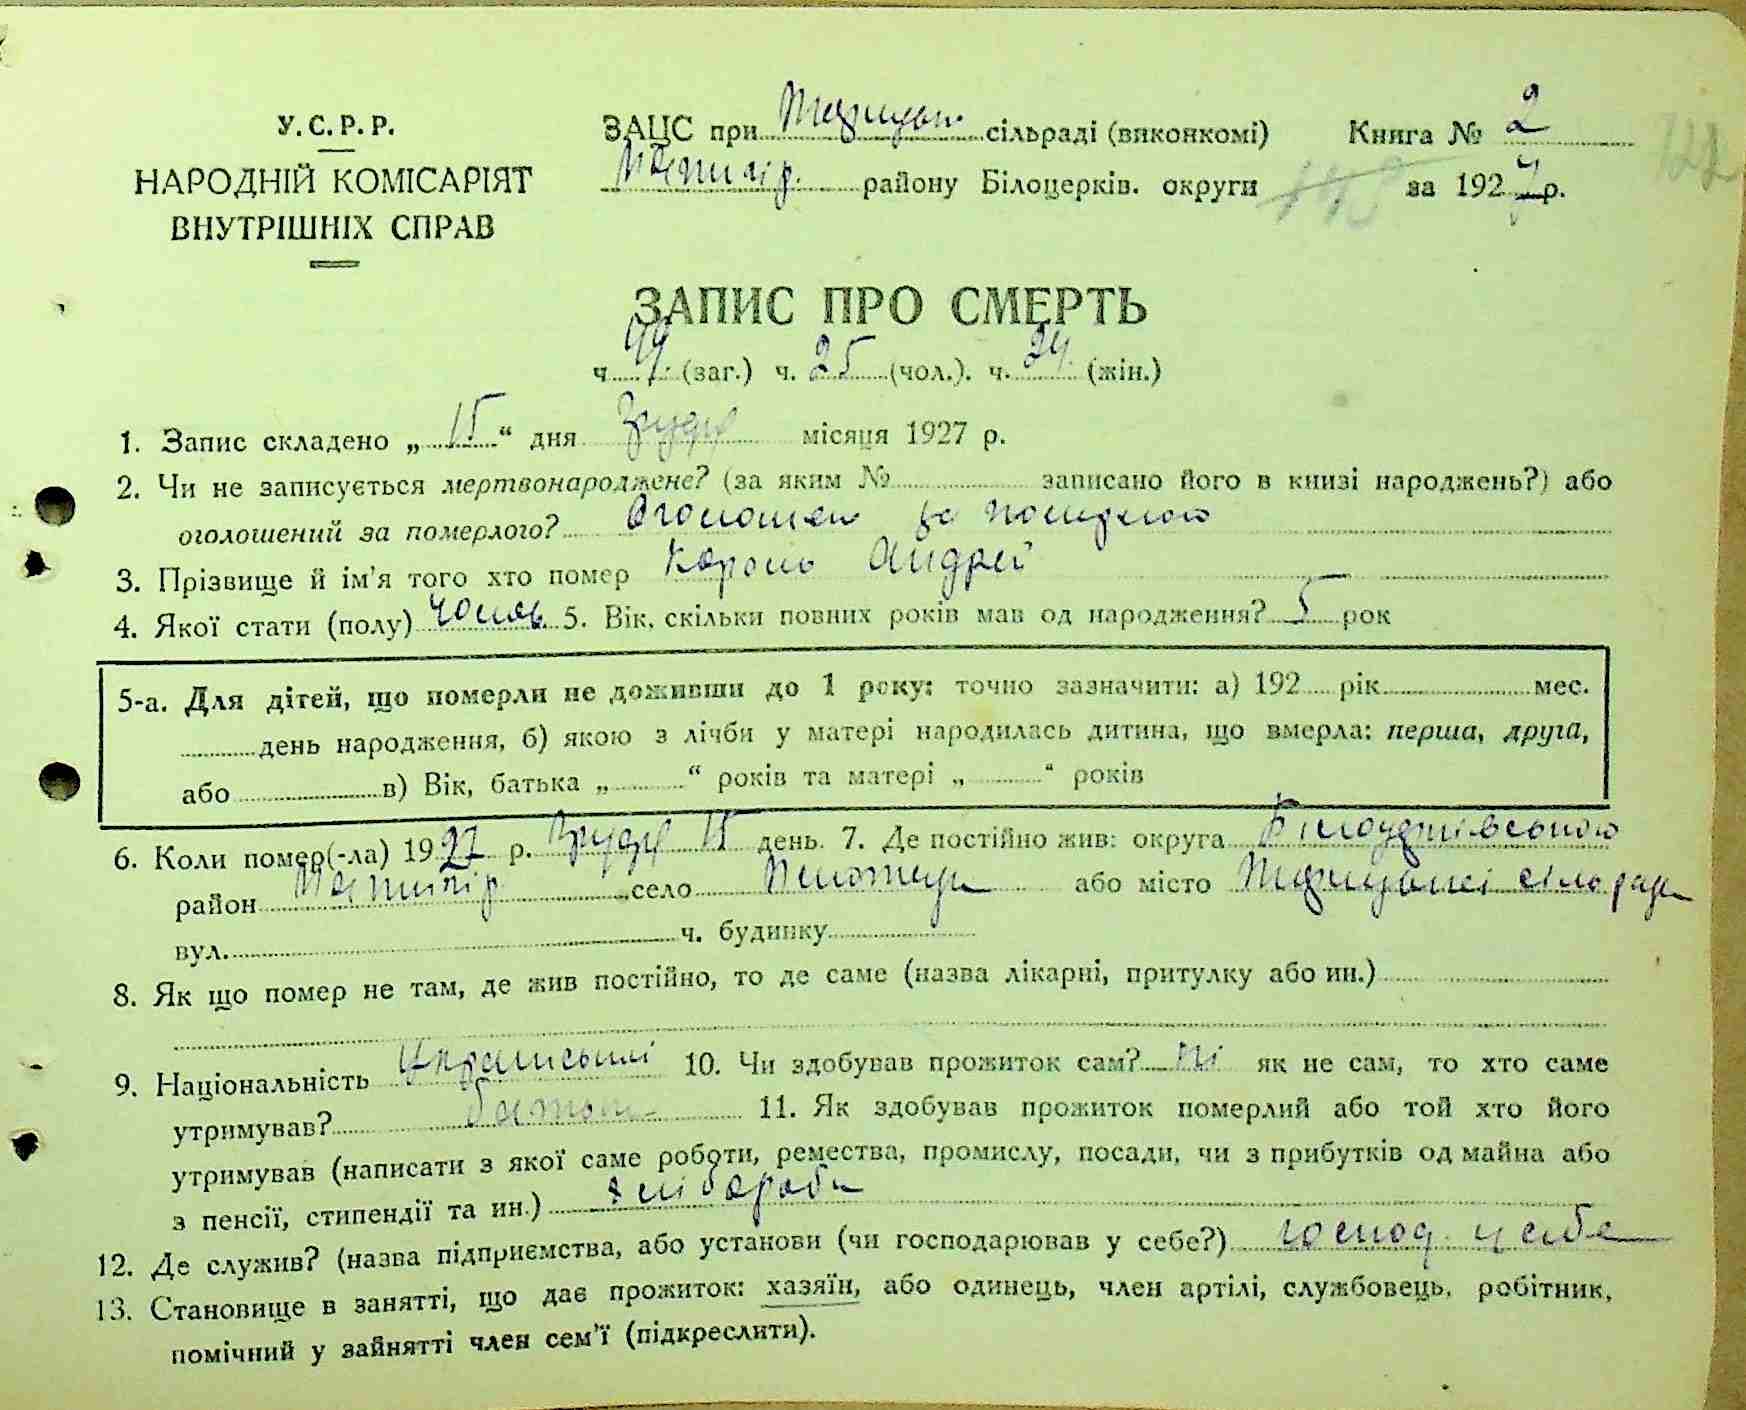 У.С.Р.Р.
НАРОДНІЙ КОМІСАРІЯТ
ВНУТРІШНІХ СПРАВ
ЗАЦС при сільраді (виконкомі) Книга № 2
району Білоцерків. округи за 1927 р.
ЗАПИС ПРО СМЕРТЬ
ч. (заг.) ч. 25 (чол.). ч. 24 (жін.)
1. Запис складено „15“ дня Грудня місяця 1927 р.
2. Чи не записується мертвонароджене? (за яким № записано його в книзі народжень?) або
оголошений за померлого? Оголошен за
3. Прізвище й ім'я того хто помер Король Андрей
4. Якої стати (полу) чолов. 5. Вік, скільки повних років мав од народження? 5 рок
5-а. Для дітей, що померли не доживши до 1 року: точно зазначити: а) 192 рік мес.
день народження, б) якою з лічби у матері народилась дитина, що вмерла: перша, друга,
або в) Вік, батька „ “ років та матері „ “ років
6. Коли помер(-ла) 1927 р. Грудня 15 день. 7. Де постійно жив: округа
район село або місто
вул. ч. будинку
8. Як що помер не там, де жив постійно, то де саме (назва лікарні, притулку або ин.)
9. Національність 10. Чи здобував прожиток сам? ні як не сам, то хто саме
утримував? батько 11. Як здобував прожиток померлий або той хто його
утримував (написати з якої саме роботи, ремества, промислу, посади, чи з прибутків од майна або
з пенсії, стипендії та ин.) хлібороб
12. Де служив? (назва підприємства, або установи (чи господарював у себе?) господ. у себе
13. Становище в занятті, що дає прожиток: хазяїн, або одинець, член артілі, службовець, робітник,
помічний у зайнятті член сем'ї (підкреслити).